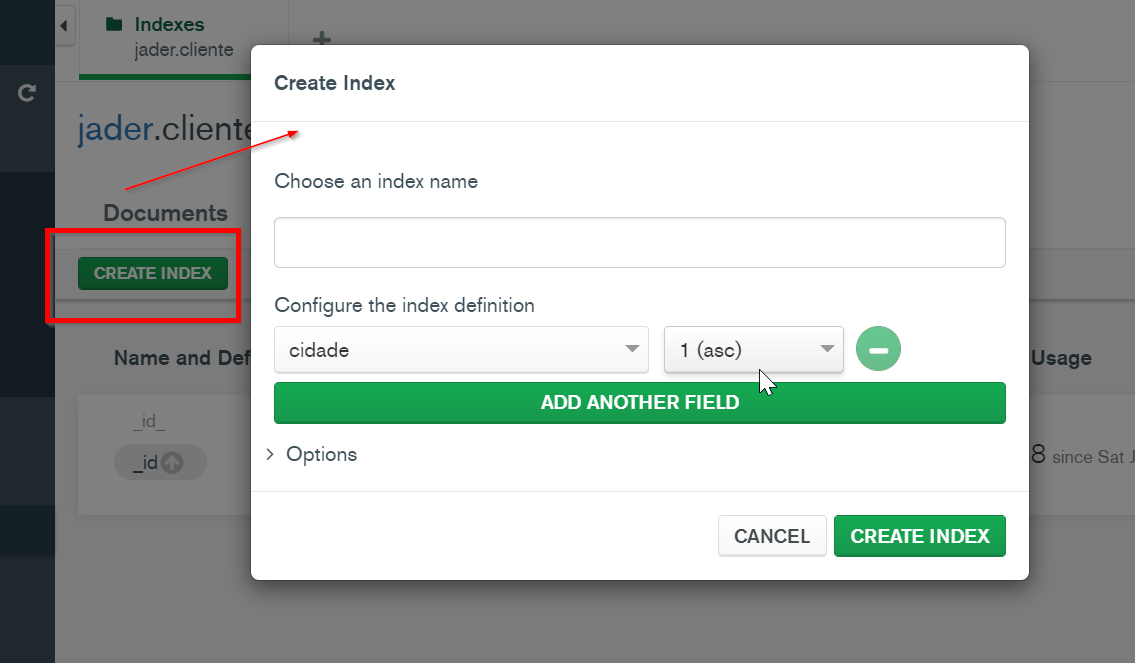 Indexes
jader.cliente
jader.cliente
Documents
CREATE INDEX
Name and Def
Usage
_id_
_id
8 since Sat J
Create Index
Choose an index name
Configure the index definition
cidade
1 (asc)
ADD ANOTHER FIELD
Options
CANCEL
CREATE INDEX